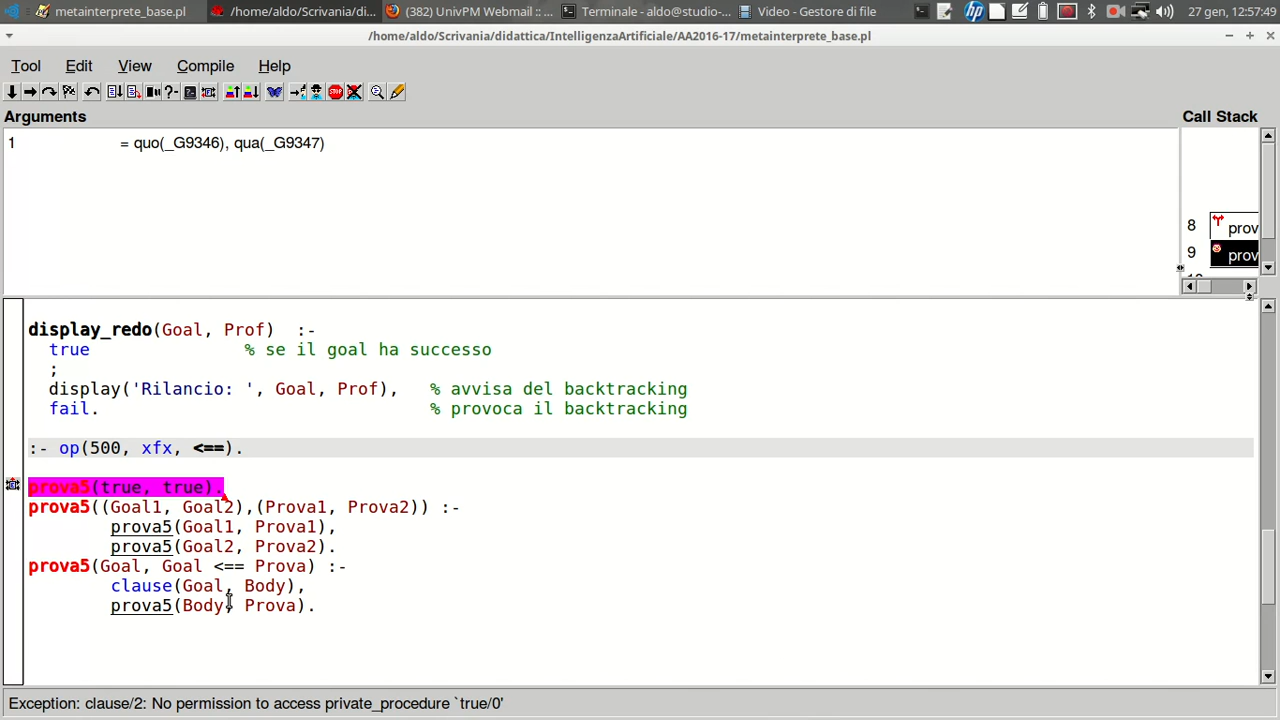 metainterprete_base.pl /home/aldo/Scrivania/di... (382) UnivPM Webmail :: ... Terminale - aldo@studio-... Video - Gestore di file 27 gen, 12:57:49
/home/aldo/Scrivania/didattica/IntelligenzaArtificiale/AA2016-17/metainterprete_base.pl
Tool Edit View Compile Help
Arguments Call Stack
1 = quo(_G9346), qua(_G9347)
8 prov
9 prov
display_redo(Goal, Prof)  :-
true % se il goal ha successo
;
display('Rilancio: ', Goal, Prof), % avvisa del backtracking
fail. % provoca il backtracking
:- op(500, xfx, <==).
prova5(true, true).
prova5((Goal1, Goal2),(Prova1, Prova2)) :-
prova5(Goal1, Prova1),
prova5(Goal2, Prova2).
prova5(Goal, Goal <== Prova) :-
clause(Goal, Body),
prova5(Body, Prova).
Exception: clause/2: No permission to access private_procedure `true/0'